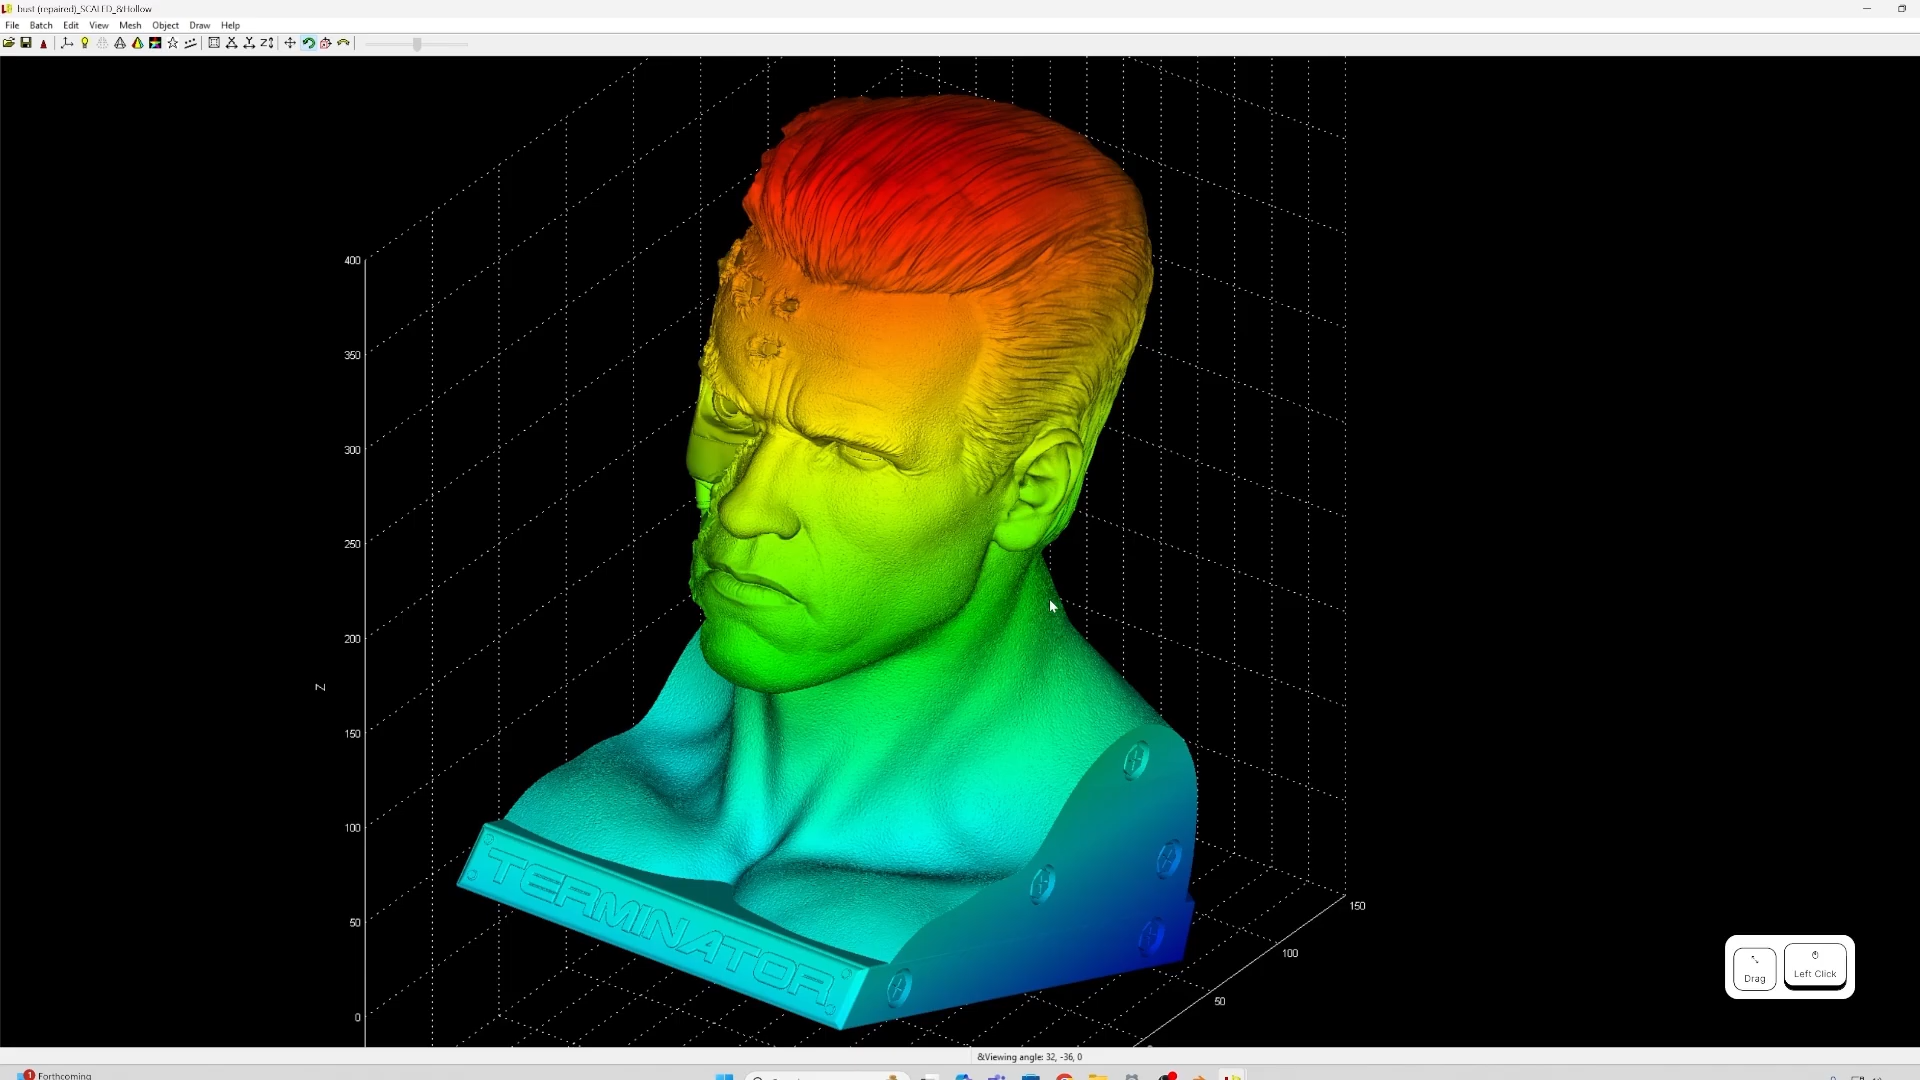 bust (repaired)_SCALED_&Hollow
File Batch Edit View Mesh Object Draw Help
400
350
300
250
200
Z
150
100
50
0
150
100
50
TERMINATOR
Drag
Left Click
&Viewing angle: 32, -36, 0
1 Forthcoming